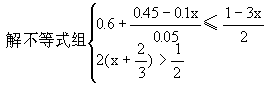 解不等式组
0.6 + (0.45 − 0.1x)/0.05 ⩽ (1 − 3x)/2
2(x + 2/3) > 1/2